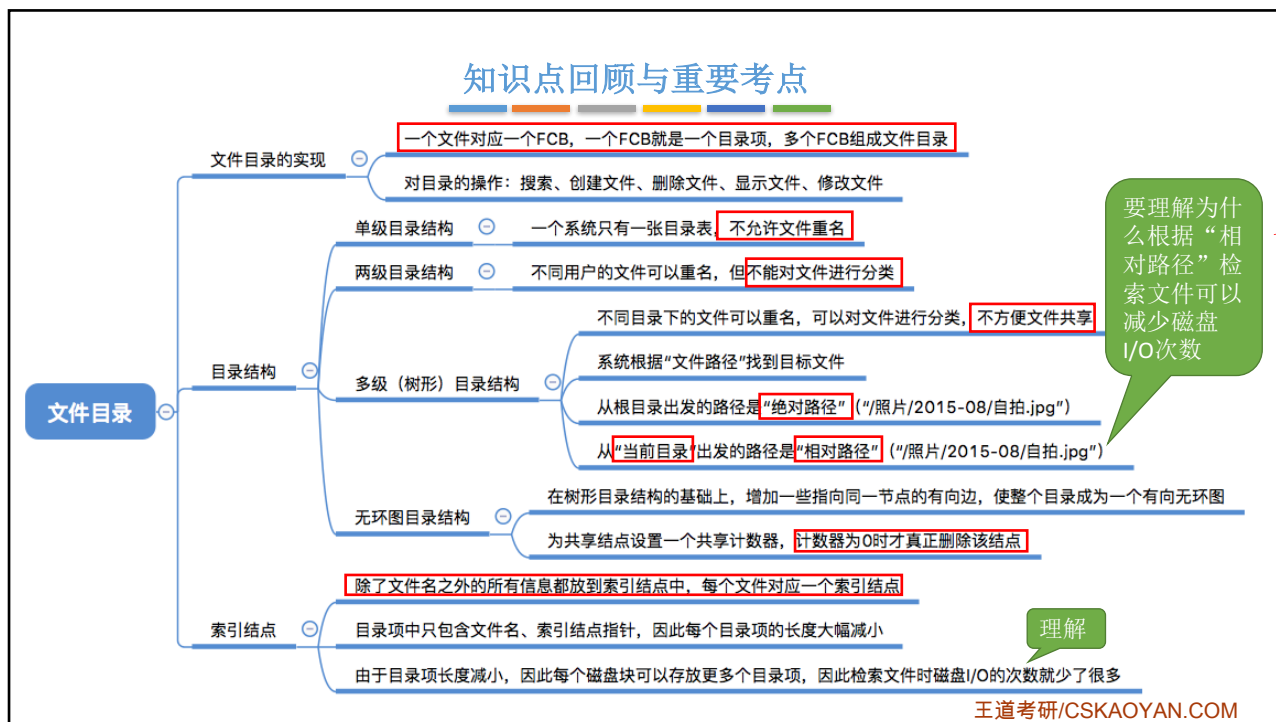 知识点回顾与重要考点
文件目录
文件目录的实现
一个文件对应一个FCB，一个FCB就是一个目录项，多个FCB组成文件目录
对目录的操作：搜索、创建文件、删除文件、显示文件、修改文件
目录结构
单级目录结构
一个系统只有一张目录表，不允许文件重名
两级目录结构
不同用户的文件可以重名，但不能对文件进行分类
多级（树形）目录结构
不同目录下的文件可以重名，可以对文件进行分类，不方便文件共享
系统根据“文件路径”找到目标文件
从根目录出发的路径是“绝对路径”（“/照片/2015-08/自拍.jpg”）
从“当前目录”出发的路径是“相对路径”（“/照片/2015-08/自拍.jpg”）
要理解为什
么根据“相
对路径”检
索文件可以
减少磁盘
I/O次数
无环图目录结构
在树形目录结构的基础上，增加一些指向同一节点的有向边，使整个目录成为一个有向无环图
为共享结点设置一个共享计数器，计数器为0时才真正删除该结点
索引结点
除了文件名之外的所有信息都放到索引结点中，每个文件对应一个索引结点
目录项中只包含文件名、索引结点指针，因此每个目录项的长度大幅减小
由于目录项长度减小，因此每个磁盘块可以存放更多个目录项，因此检索文件时磁盘I/O的次数就少了很多
理解
王道考研/CSKAOYAN.COM